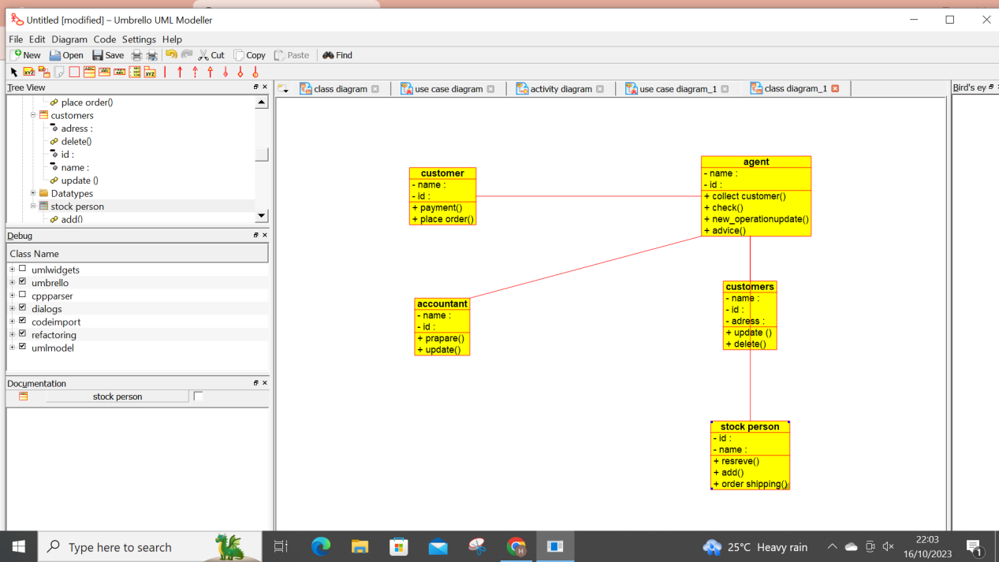 Untitled [modified] – Umbrello UML Modeller
File Edit Diagram Code Settings Help
New Open Save Cut Copy Paste Find
Tree View
place order()
customers
adress :
delete()
id :
name :
update ()
Datatypes
stock person
add()
Debug
Class Name
umlwidgets
umbrello
cppparser
dialogs
codeimport
refactoring
umlmodel
Documentation
stock person
class diagram
use case diagram
activity diagram
use case diagram_1
class diagram_1
customer
- name :
- id :
+ payment()
+ place order()
agent
- name :
- id :
+ collect customer()
+ check()
+ new_operationupdate()
+ advice()
accountant
- name :
- id :
+ prapare()
+ update()
customers
- name :
- id :
- adress :
+ update ()
+ delete()
stock person
- id :
- name :
+ resreve()
+ add()
+ order shipping()
Bird's ey
Type here to search
25°C Heavy rain
22:03
16/10/2023
1